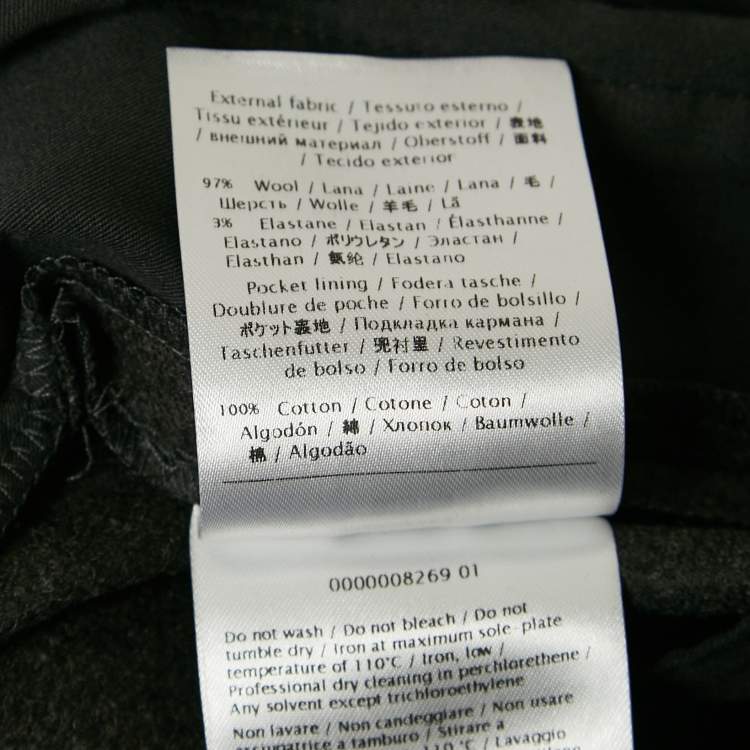 External fabric / Tessuto esterno /
Tissu extérieur / Tejido exterior / 表地
/ внешний материал / Oberstoff / 面料
/ Tecido exterior
97% Wool / Lana / Laine / Lana / 毛 /
Шерсть / Wolle / 羊毛 / Lã
3% Elastane / Elastan / Élasthanne /
Elastano / ポリウレタン / Эластан /
Elasthan / 氨纶 / Elastano
Pocket lining / Fodera tasche /
Doublure de poche / Forro de bolsillo /
ポケット裏地 / Подкладка кармана /
Taschenfutter / 兜衬里 / Revestimento
de bolso / Forro de bolso
100% Cotton / Cotone / Coton /
Algodón / 綿 / Хлопок / Baumwolle /
棉 / Algodão
0000008269 01
Do not wash / Do not bleach / Do not
tumble dry / Iron at maximum sole-plate
temperature of 110°C / Iron, low /
Professional dry cleaning in perchlorethene /
Any solvent except trichloroethylene
Non lavare / Non candeggiare / Non usare
asciugatrice a tamburo / Stirare a
110 °C / Lavaggio